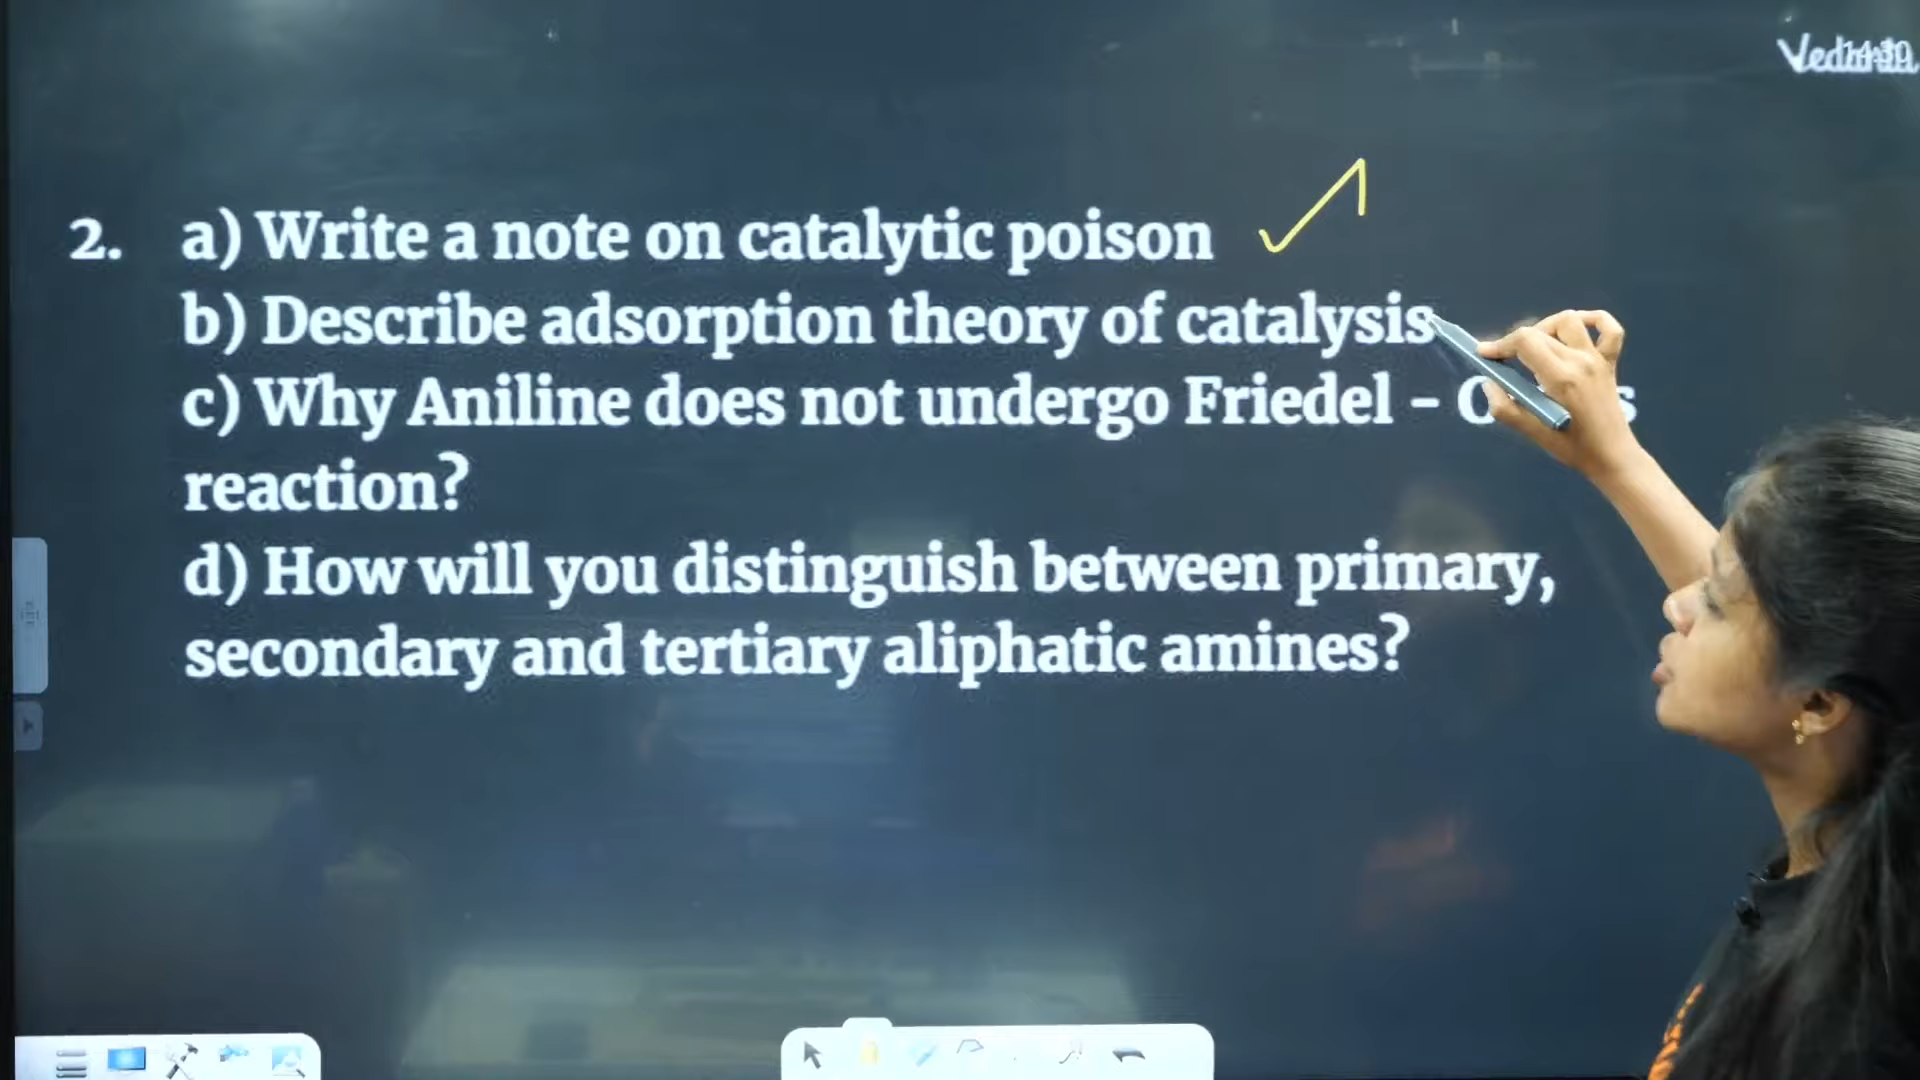 2. a) Write a note on catalytic poison
b) Describe adsorption theory of catalysis
c) Why Aniline does not undergo Friedel -
reaction?
d) How will you distinguish between primary,
secondary and tertiary aliphatic amines?